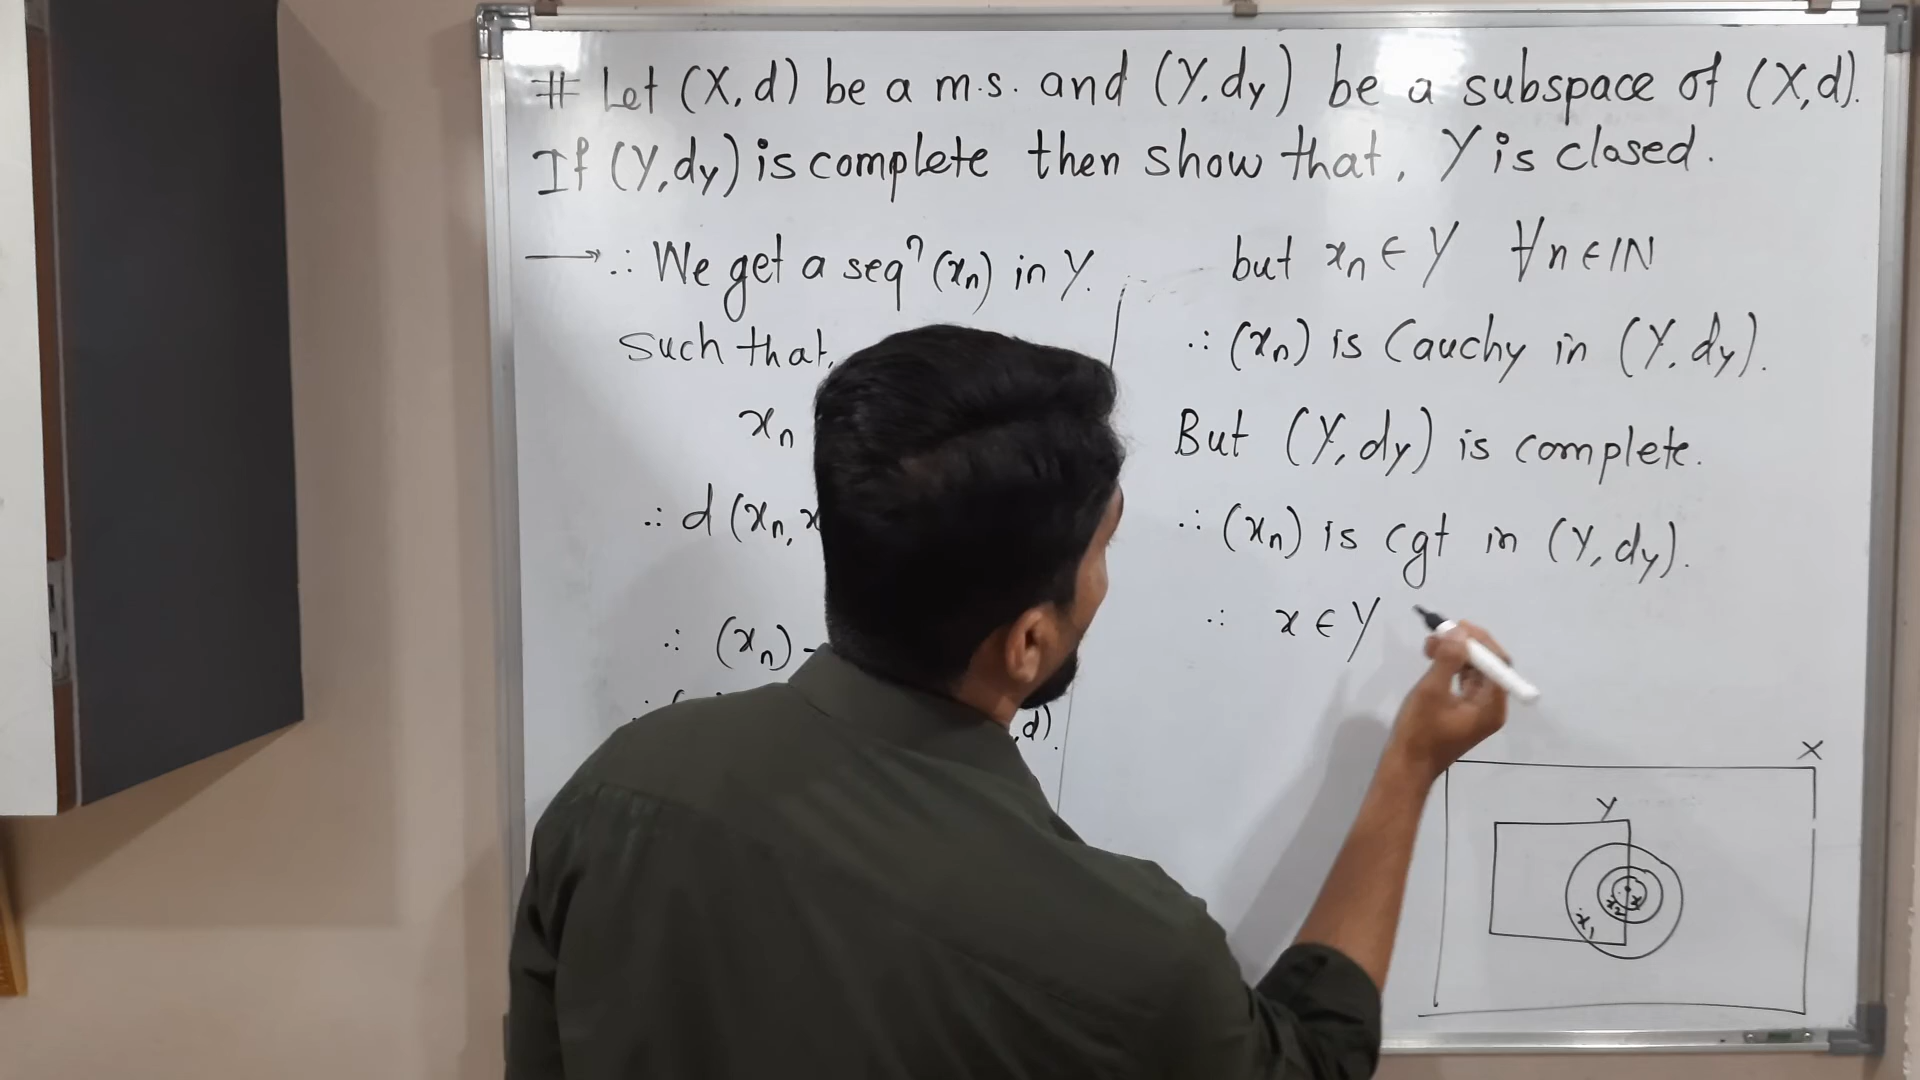 # Let (X, d) be a m.s. and (Y, dy) be a subspace of (X, d).
If (Y, dy) is complete then show that, Y is closed.
→ ∴ We get a seqⁿ (xn) in Y.
Such that,
xn
∴ d (xn, x
∴ (xn) -
, d).
but xn ∈ Y ∀n ∈ IN
∴ (xn) is Cauchy in (Y, dy).
But (Y, dy) is complete.
∴ (xn) is cgt in (Y, dy).
∴ x ∈ Y
X
Y
x
x2
x1